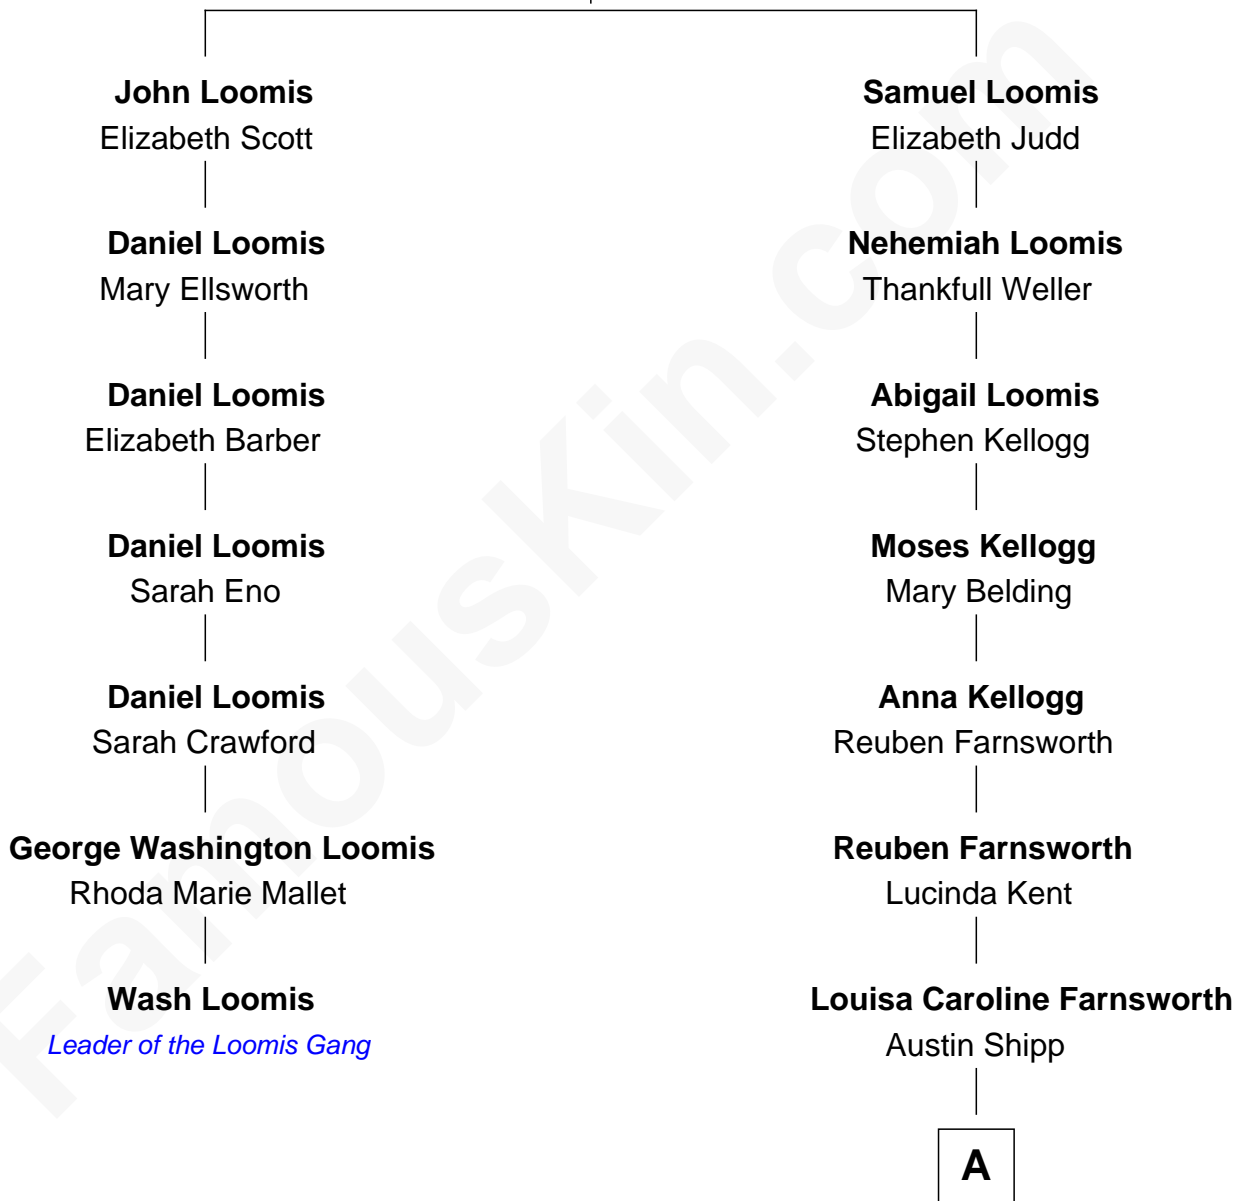 John Loomis
Elizabeth Scott
Daniel Loomis
Mary Ellsworth
Daniel Loomis
Elizabeth Barber
Daniel Loomis
Sarah Eno
Daniel Loomis
Sarah Crawford
George Washington Loomis
Rhoda Marie Mallet
Wash Loomis
Leader of the Loomis Gang
Samuel Loomis
Elizabeth Judd
Nehemiah Loomis
Thankfull Weller
Abigail Loomis
Stephen Kellogg
Moses Kellogg
Mary Belding
Anna Kellogg
Reuben Farnsworth
Reuben Farnsworth
Lucinda Kent
Louisa Caroline Farnsworth
Austin Shipp
A
FamousKin.com